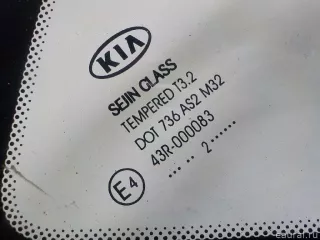 KIA
SEJIN GLASS
TEMPERED T3.2
DOT 736 AS2 M32
43R-000083
... .. 2......
E4